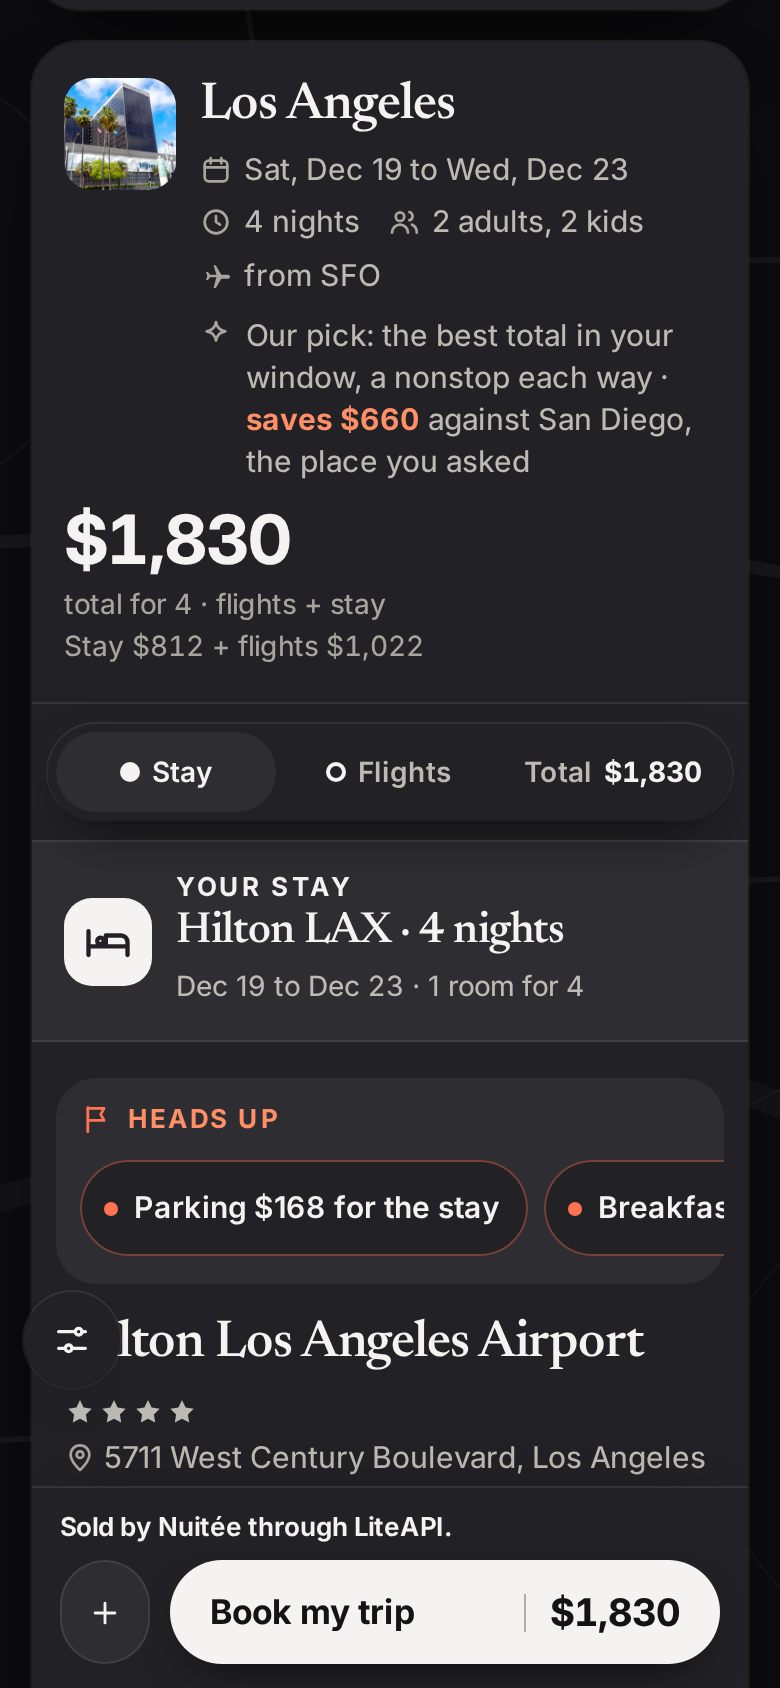 Los Angeles
Sat, Dec 19 to Wed, Dec 23
4 nights 2 adults, 2 kids
from SFO
Our pick: the best total in your
window, a nonstop each way ·
saves $660 against San Diego,
the place you asked
$1,830
total for 4 · flights + stay
Stay $812 + flights $1,022
Stay Flights Total $1,830
YOUR STAY
Hilton LAX · 4 nights
Dec 19 to Dec 23 · 1 room for 4
HEADS UP
Parking $168 for the stay Breakfas
lton Los Angeles Airport
5711 West Century Boulevard, Los Angeles
Sold by Nuitée through LiteAPI.
Book my trip $1,830